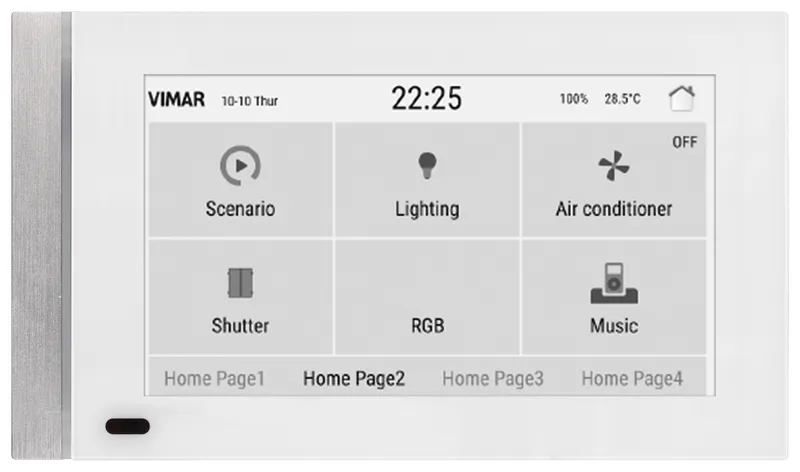 VIMAR 10-10 Thur 22:25 100% 28.5°C
OFF
Scenario Lighting Air conditioner
Shutter RGB Music
Home Page1 Home Page2 Home Page3 Home Page4